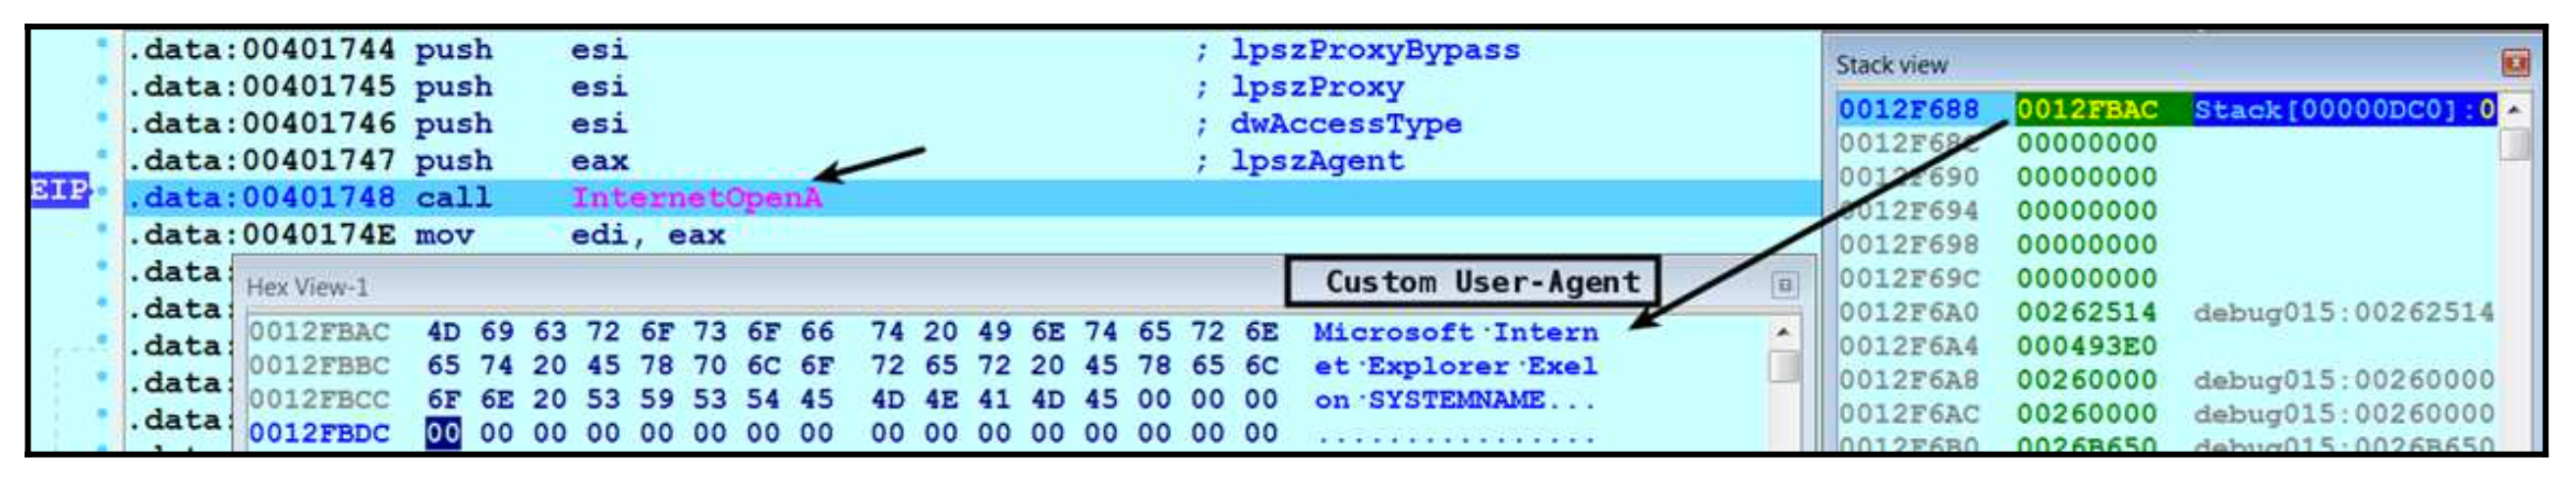 .data:00401744 push esi ; lpszProxyBypass
.data:00401745 push esi ; lpszProxy
.data:00401746 push esi ; dwAccessType
.data:00401747 push eax ; lpszAgent
EIP .data:00401748 call InternetOpenA
.data:0040174E mov edi, eax
.data:
.data:
.data:
.data:
.data:
Hex View-1
Custom User-Agent
0012FBAC 4D 69 63 72 6F 73 6F 66 74 20 49 6E 74 65 72 6E Microsoft·Intern
0012FBBC 65 74 20 45 78 70 6C 6F 72 65 72 20 45 78 65 6C et·Explorer·Exel
0012FBCC 6F 6E 20 53 59 53 54 45 4D 4E 41 4D 45 00 00 00 on·SYSTEMNAME...
0012FBDC 00 00 00 00 00 00 00 00 00 00 00 00 00 00 00 00 ................
Stack view
0012F688 0012FBAC Stack[00000DC0]:0
0012F68C 00000000
0012F690 00000000
0012F694 00000000
0012F698 00000000
0012F69C 00000000
0012F6A0 00262514 debug015:00262514
0012F6A4 000493E0
0012F6A8 00260000 debug015:00260000
0012F6AC 00260000 debug015:00260000
0012F6B0 0026B650 debug015:0026B650